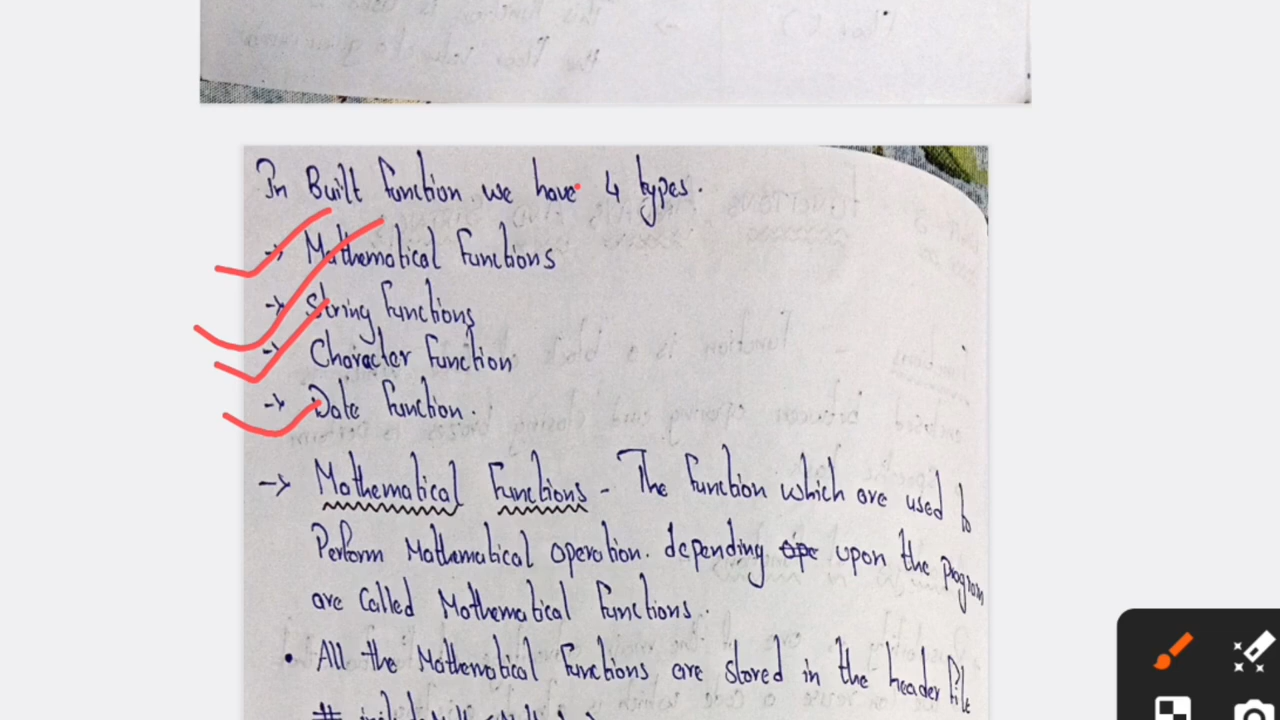 In Built function we have 4 types.
-> Mathematical Functions
-> String Functions
-> Character Function
-> Date Function.
-> Mathematical Functions - The function which are used to
Perform Mathematical operation. depending upon the program
are Called Mathematical Functions.
• All the Mathematical Functions are stored in the header file